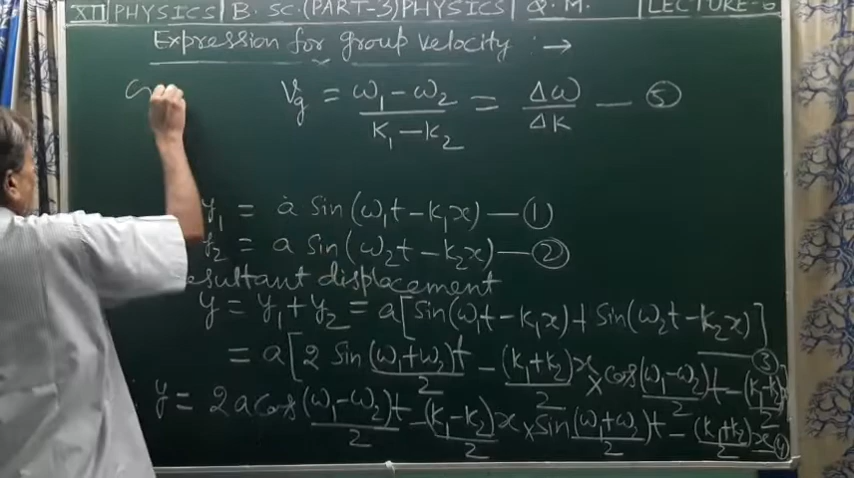 XII PHYSICS B. SC. (PART-3) PHYSICS Q. M. LECTURE-6
Expression for group velocity : →
G
Vg = ω₁ - ω₂ / K₁ - K₂ = Δω / ΔK — ⑤
y₁ = a Sin (ω₁t - K₁x) — ①
y₂ = a Sin (ω₂t - K₂x) — ②
esultant displacement
y = y₁ + y₂ = a [Sin (ω₁t - K₁x) + Sin (ω₂t - K₂x)] — ③
= a [2 Sin (ω₁+ω₂)t / 2 - (K₁+K₂)x / 2 × Cos (ω₁-ω₂)t / 2 - (K₁-K₂) / 2
y = 2a Cos (ω₁-ω₂)t / 2 - (K₁-K₂)x / 2 × Sin (ω₁+ω₂)t / 2 - (K₁+K₂)x / 2 — ④